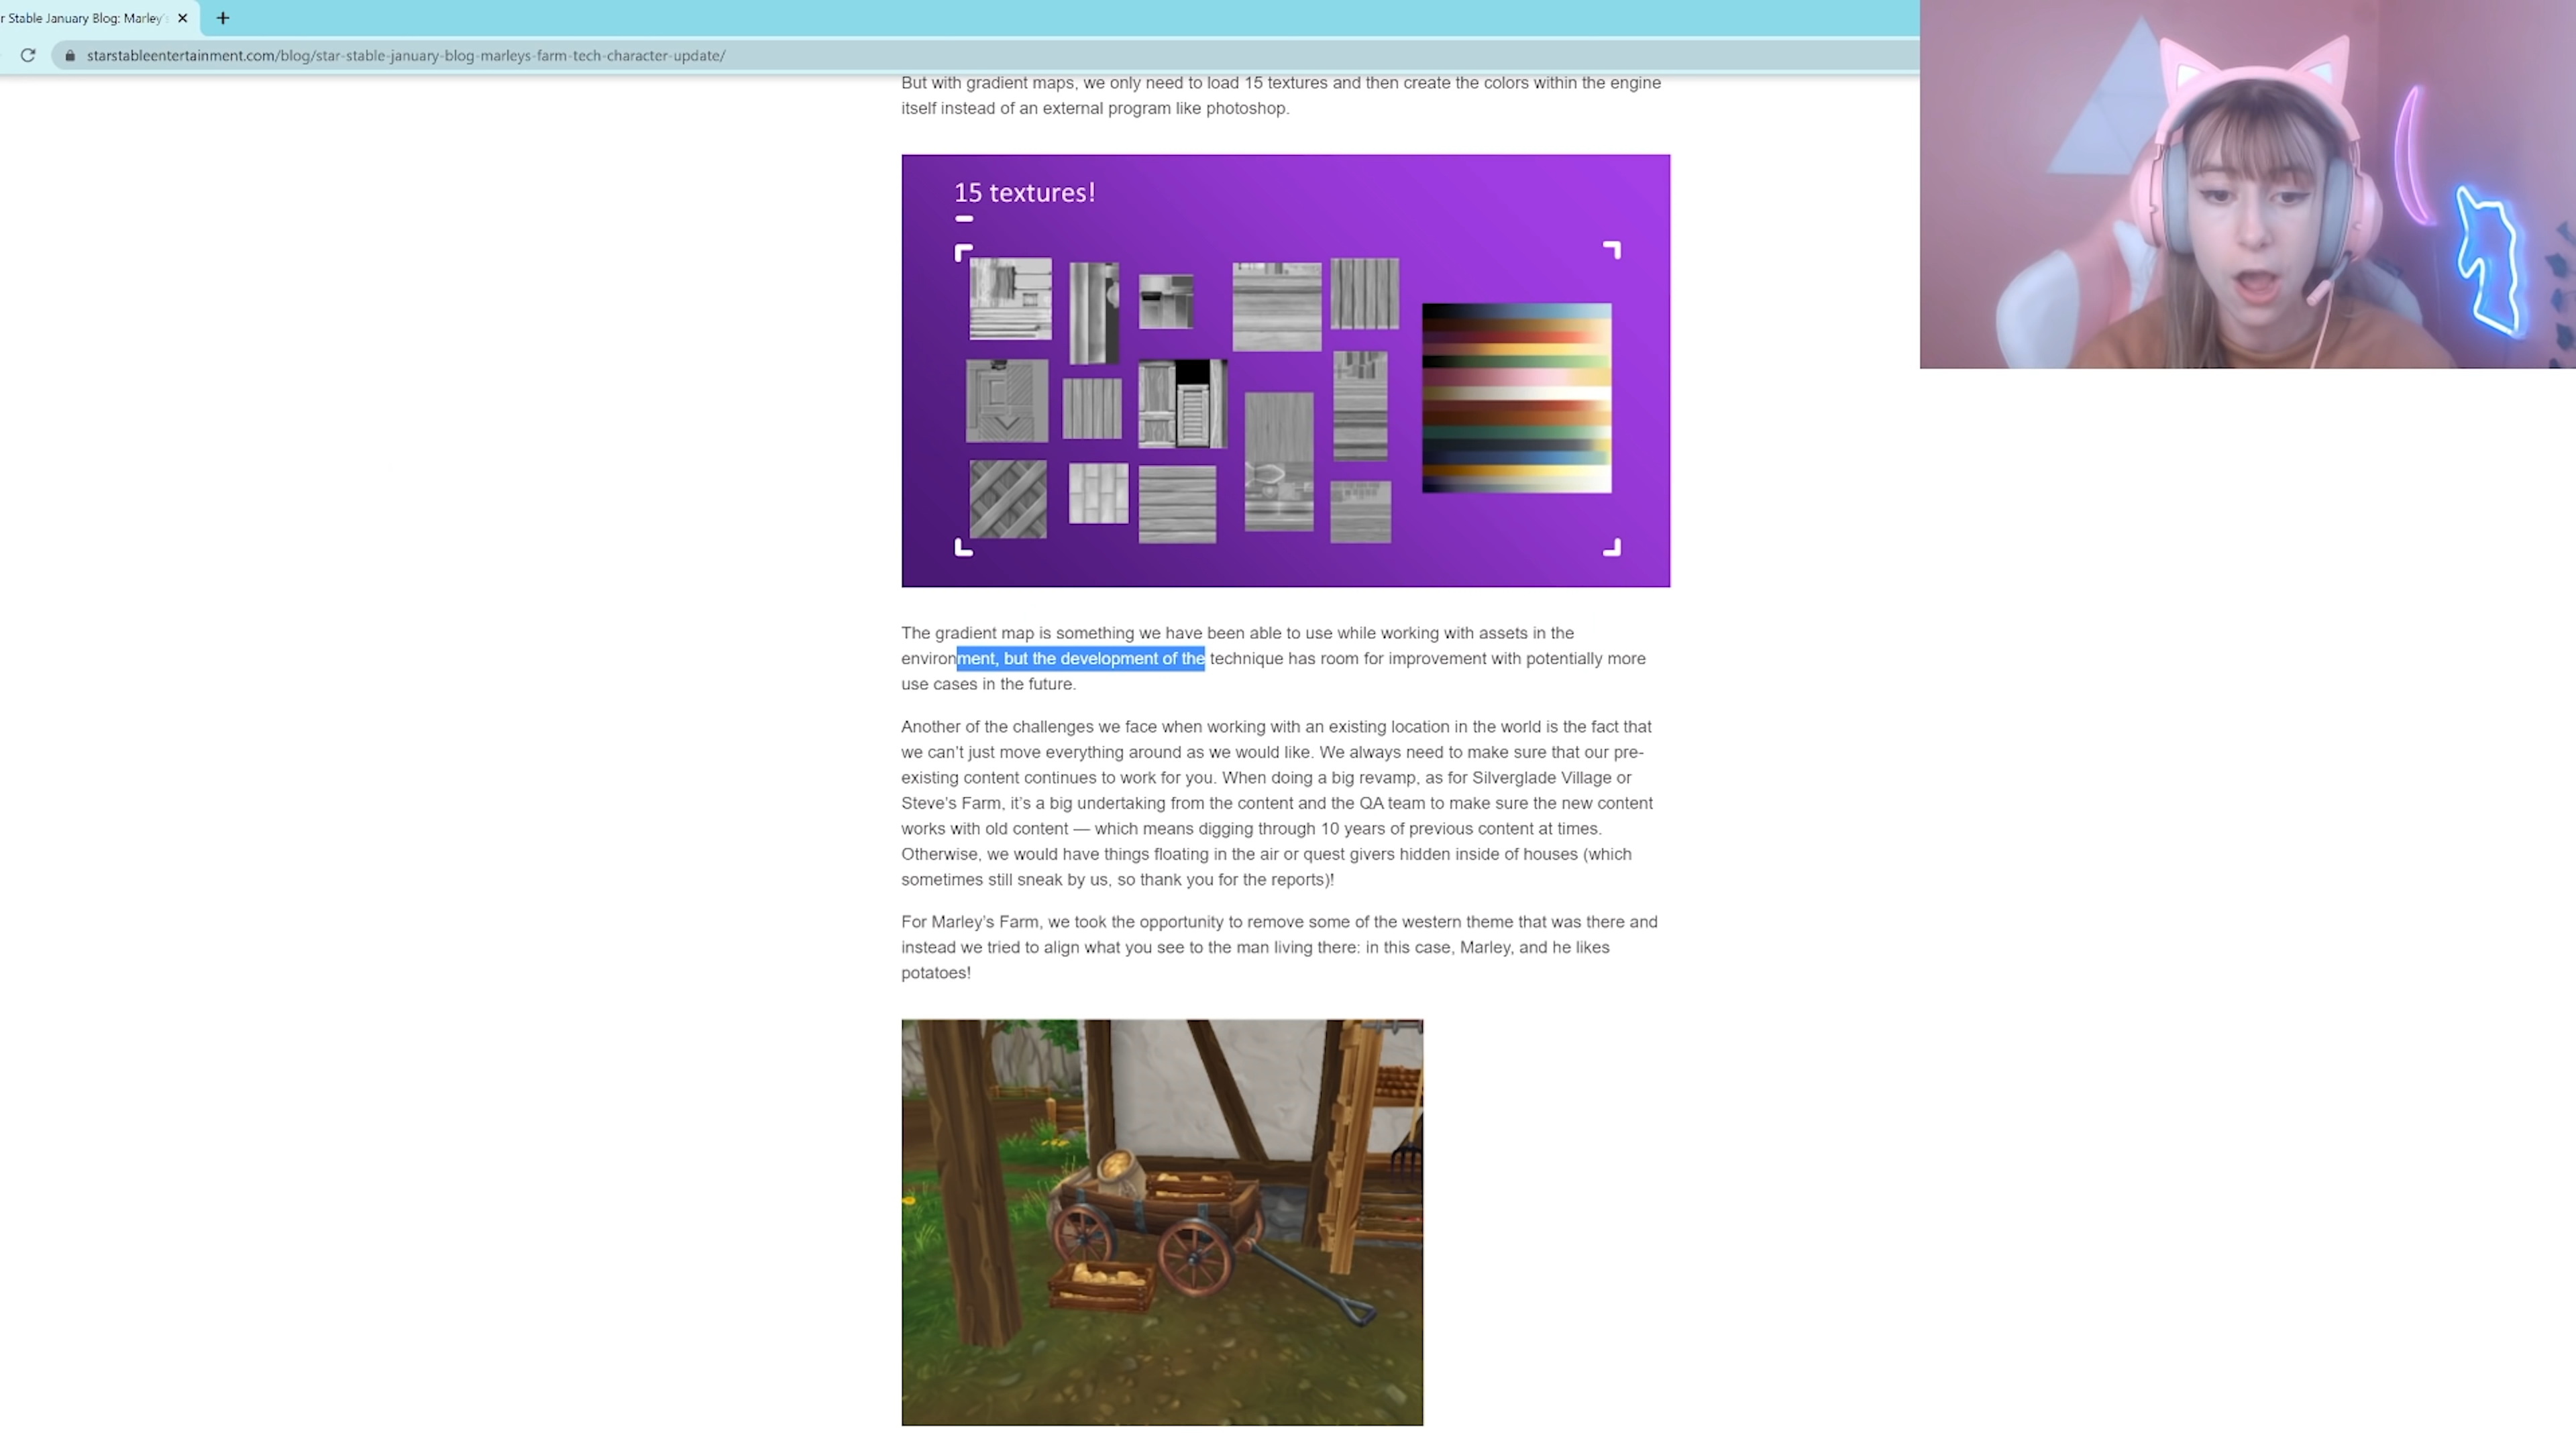 r Stable January Blog: Marley's
starstableentertainment.com/blog/star-stable-january-blog-marleys-farm-tech-character-update/
But with gradient maps, we only need to load 15 textures and then create the colors within the engine
itself instead of an external program like photoshop.
15 textures!
The gradient map is something we have been able to use while working with assets in the
environment, but the development of the technique has room for improvement with potentially more
use cases in the future.
Another of the challenges we face when working with an existing location in the world is the fact that
we can’t just move everything around as we would like. We always need to make sure that our pre-
existing content continues to work for you. When doing a big revamp, as for Silverglade Village or
Steve’s Farm, it’s a big undertaking from the content and the QA team to make sure the new content
works with old content — which means digging through 10 years of previous content at times.
Otherwise, we would have things floating in the air or quest givers hidden inside of houses (which
sometimes still sneak by us, so thank you for the reports)!
For Marley’s Farm, we took the opportunity to remove some of the western theme that was there and
instead we tried to align what you see to the man living there: in this case, Marley, and he likes
potatoes!